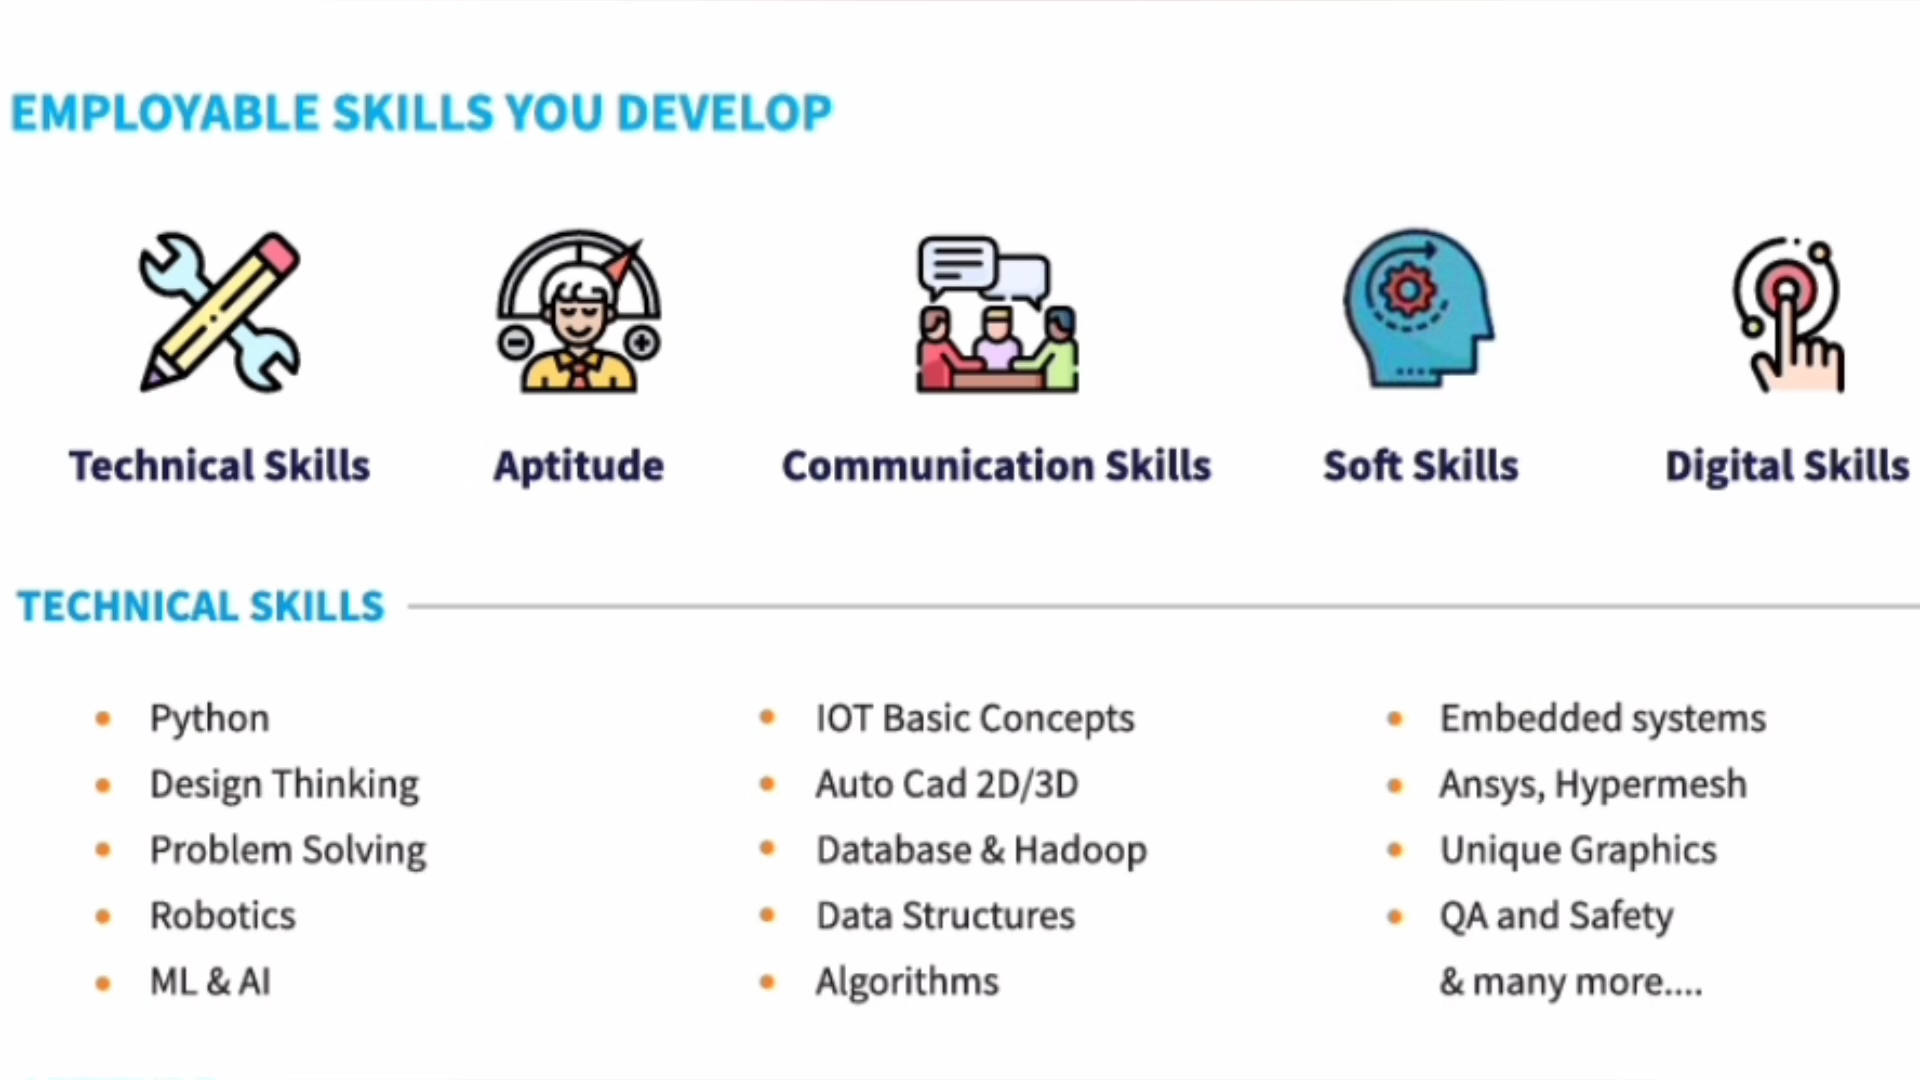 EMPLOYABLE SKILLS YOU DEVELOP
Technical Skills
Aptitude
Communication Skills
Soft Skills
Digital Skills
TECHNICAL SKILLS
Python
Design Thinking
Problem Solving
Robotics
ML & AI
IOT Basic Concepts
Auto Cad 2D/3D
Database & Hadoop
Data Structures
Algorithms
Embedded systems
Ansys, Hypermesh
Unique Graphics
QA and Safety
& many more....